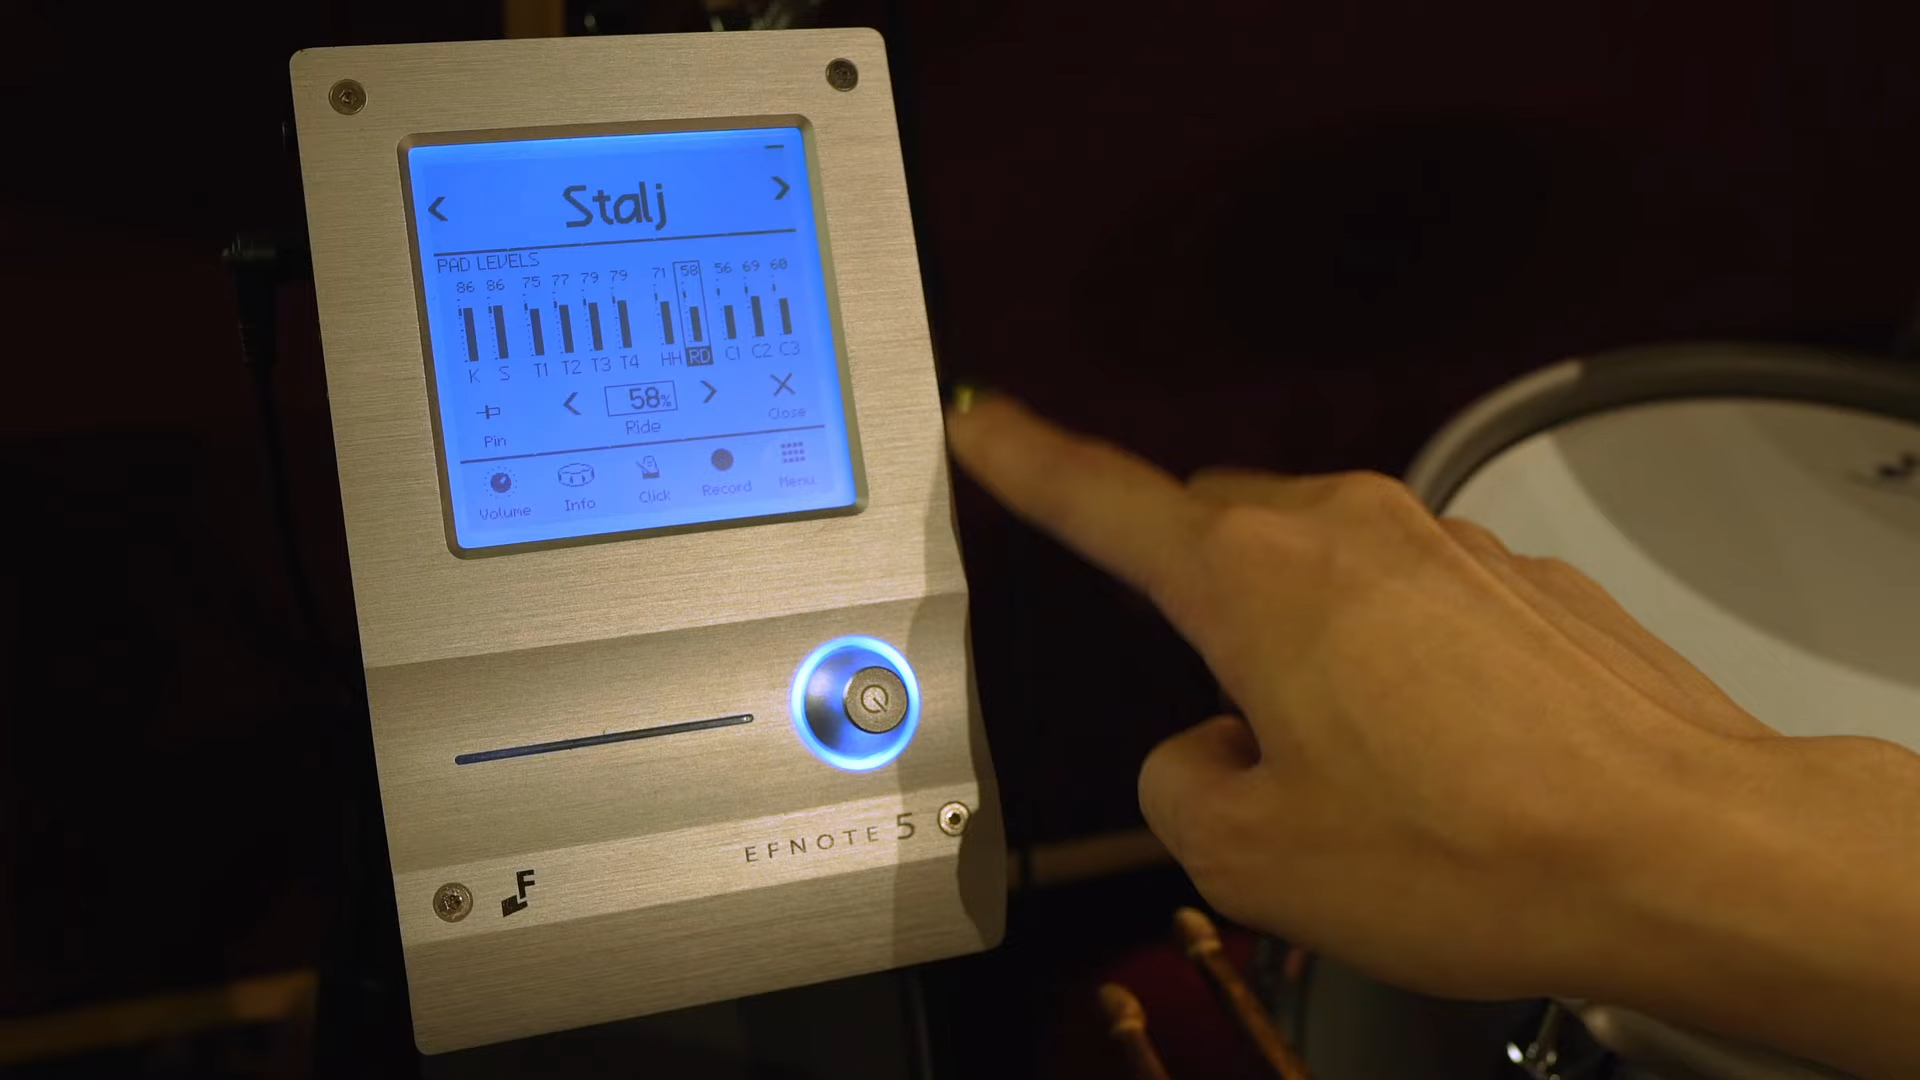 < Stalj >
PAD LEVELS
86 86 75 77 79 79 71 58 56 69 60
K S T1 T2 T3 T4 HH RD C1 C2 C3
Pin < 58% > Close
Ride
Volume Info Click Record Menu
EFNOTE 5
F